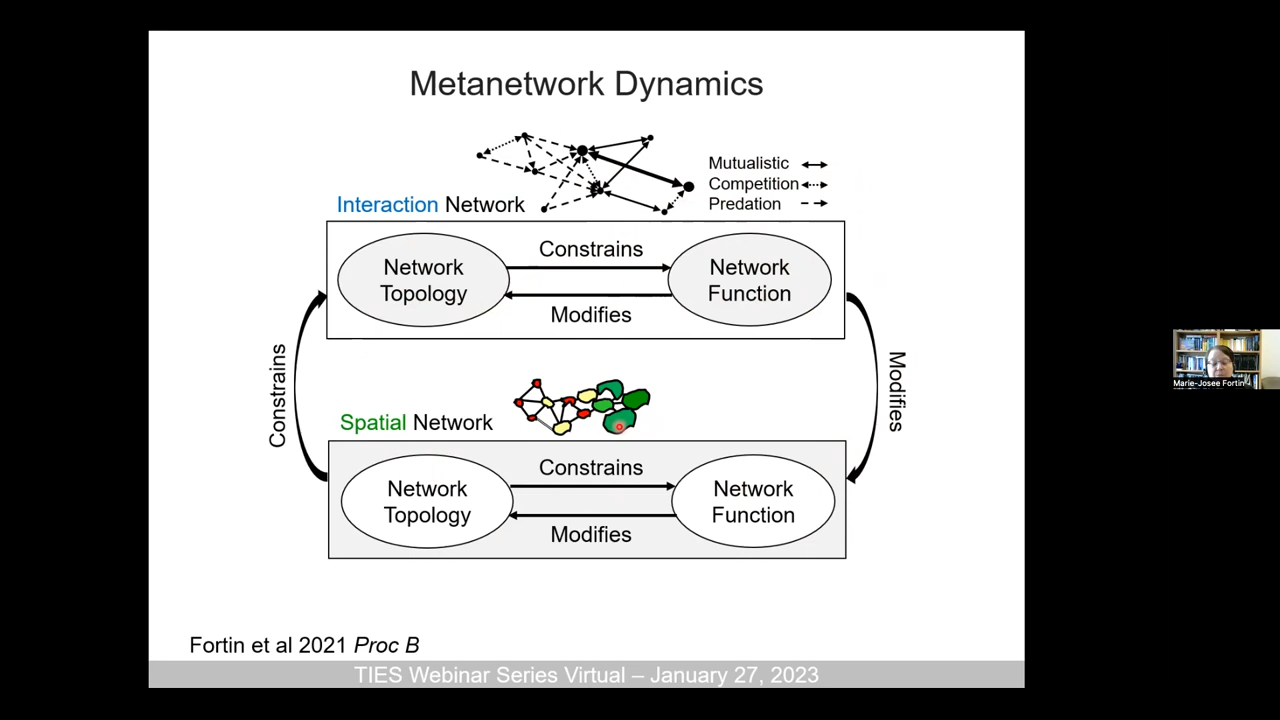 Metanetwork Dynamics
Mutualistic
Competition
Predation
Interaction Network
Network
Topology
Constrains
Modifies
Network
Function
Constrains
Modifies
Spatial Network
Network
Topology
Constrains
Modifies
Network
Function
Fortin et al 2021 Proc B
TIES Webinar Series Virtual – January 27, 2023
Marie-Josee Fortin